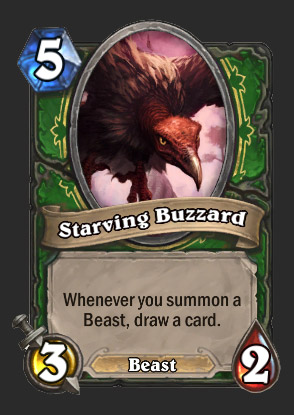 5
Starving Buzzard
Whenever you summon a
Beast, draw a card.
3
Beast
2